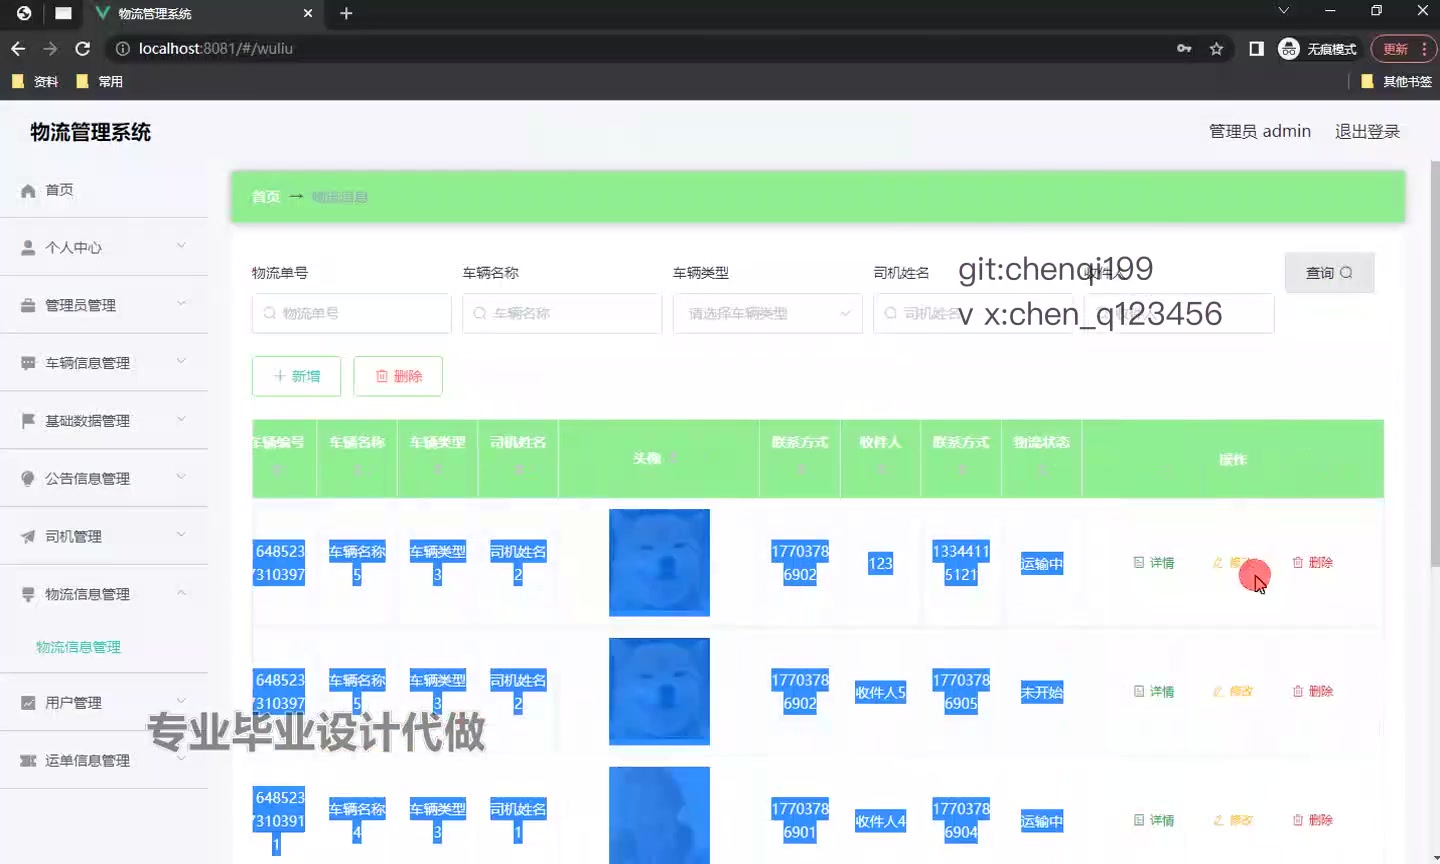 物流管理系统
localhost:8081/#/wuliu
无痕模式
更新
资料
常用
其他书签
物流管理系统
管理员 admin
退出登录
首页
个人中心
管理员管理
车辆信息管理
基础数据管理
公告信息管理
司机管理
物流信息管理
物流信息管理
用户管理
运单信息管理
首页 → 物流信息
物流单号
车辆名称
车辆类型
司机姓名
git:chenqi199
查询
物流单号
车辆名称
请选择车辆类型
司机姓名
v x:chen_q123456
新增
删除
车辆编号
车辆名称
车辆类型
司机姓名
头像
联系方式
收件人
联系方式
物流状态
操作
648523
7310397
车辆名称
5
车辆类型
3
司机姓名
2
1770378
6902
123
1334411
5121
运输中
详情
修改
删除
648523
7310397
车辆名称
5
车辆类型
3
司机姓名
2
1770378
6902
收件人5
1770378
6905
未开始
详情
修改
删除
专业毕业设计代做
648523
7310391
1
车辆名称
4
车辆类型
3
司机姓名
1
1770378
6901
收件人4
1770378
6904
运输中
详情
修改
删除